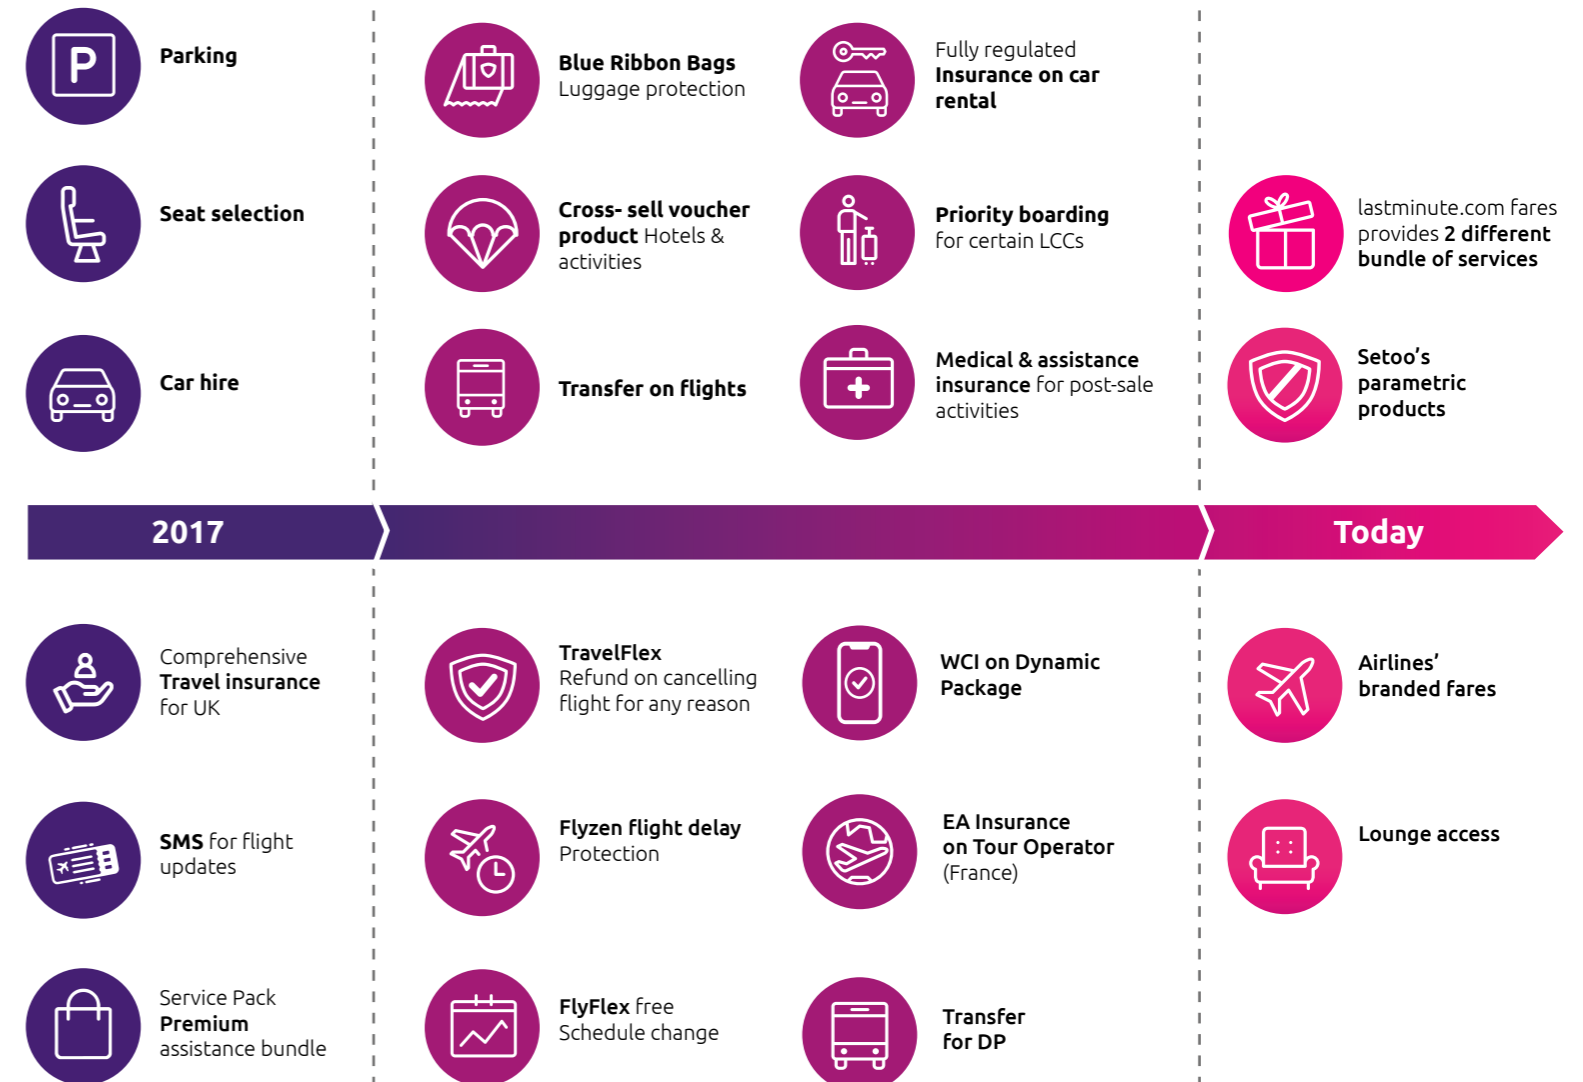 P
Parking
Seat selection
Car hire
Blue Ribbon Bags
Luggage protection
Cross- sell voucher
product Hotels &
activities
Transfer on flights
Fully regulated
Insurance on car
rental
Priority boarding
for certain LCCs
Medical & assistance
insurance for post-sale
activities
lastminute.com fares
provides 2 different
bundle of services
Setoo’s
parametric
products
2017
Today
Comprehensive
Travel insurance
for UK
SMS for flight
updates
Service Pack
Premium
assistance bundle
TravelFlex
Refund on cancelling
flight for any reason
Flyzen flight delay
Protection
FlyFlex free
Schedule change
WCI on Dynamic
Package
EA Insurance
on Tour Operator
(France)
Transfer
for DP
Airlines’
branded fares
Lounge access